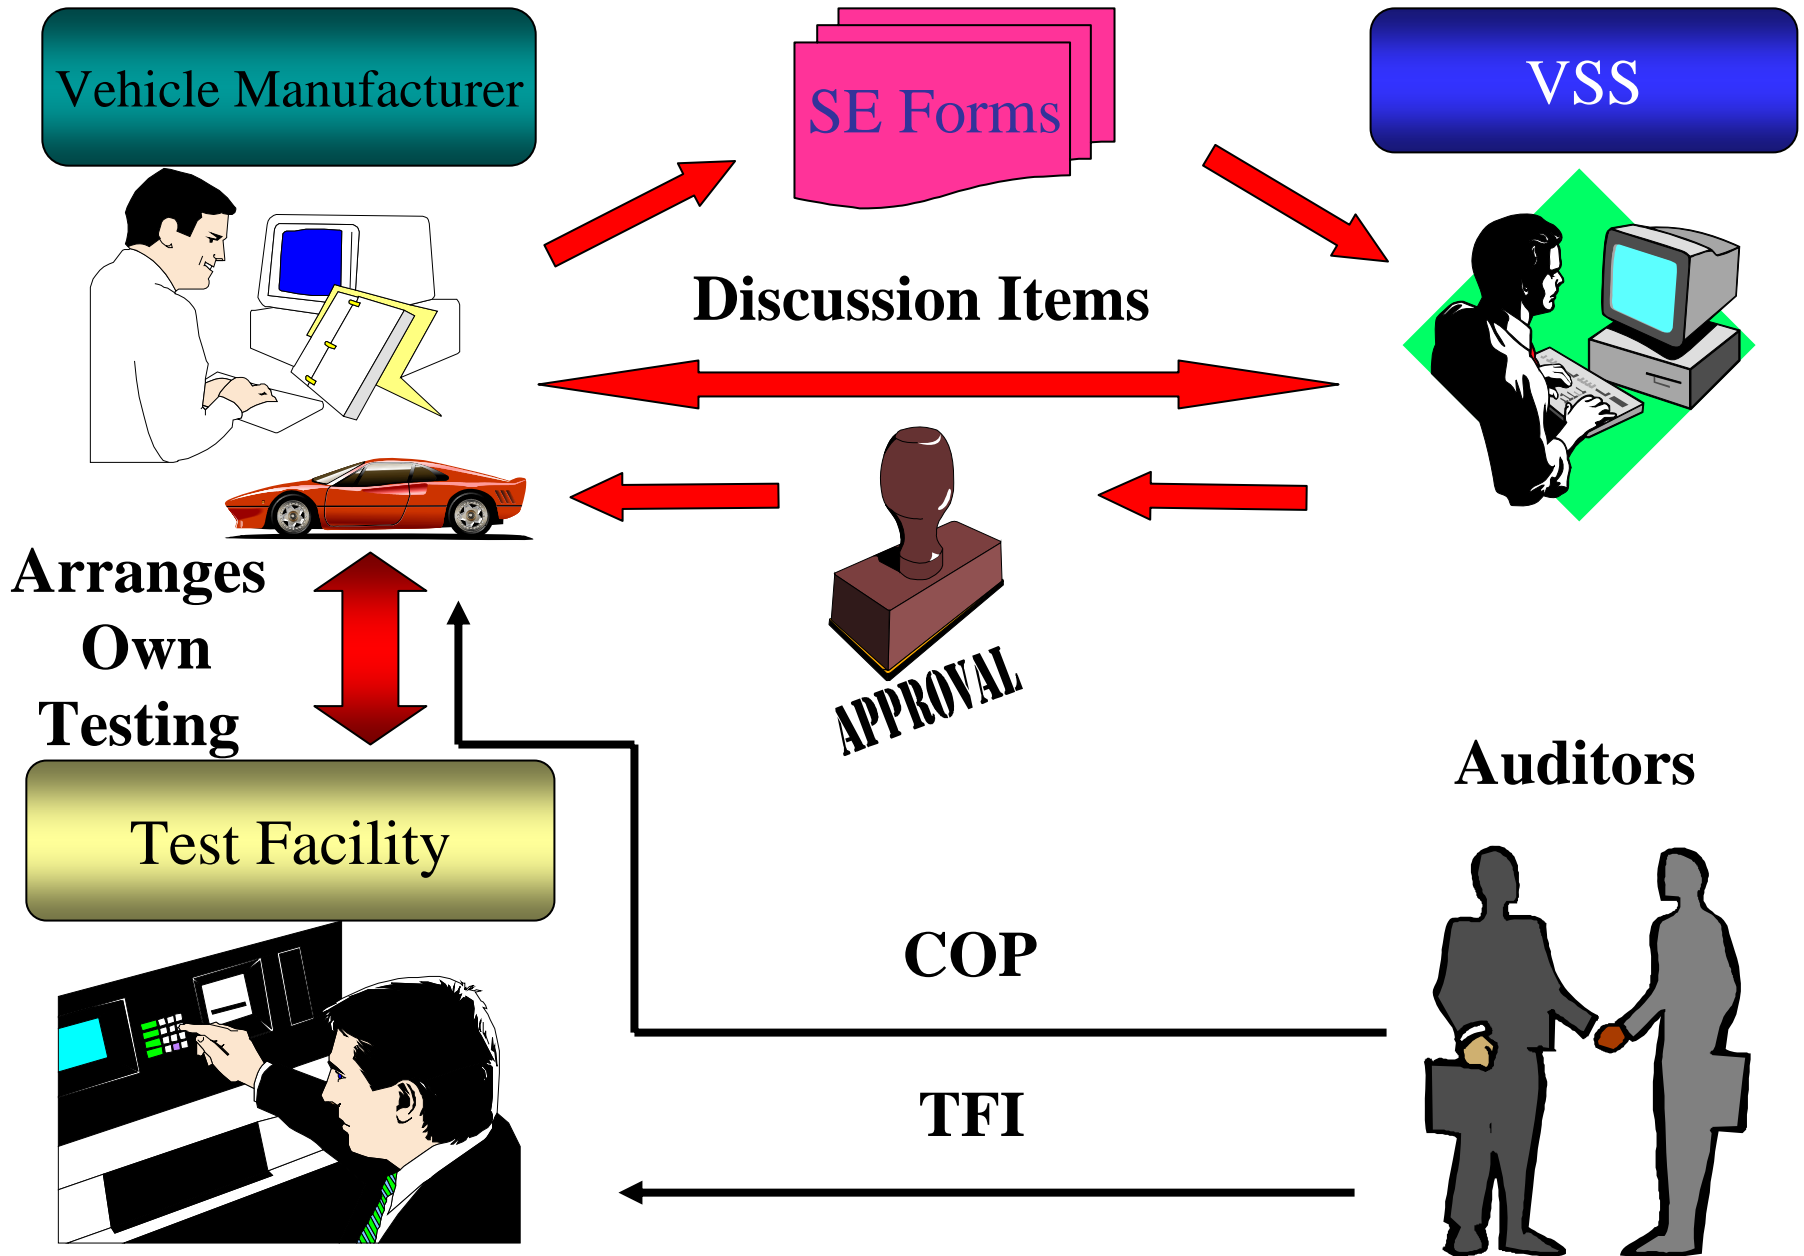 Vehicle Manufacturer
SE Forms
VSS
Discussion Items
Arranges
Own
Testing
APPROVAL
Auditors
Test Facility
COP
TFI